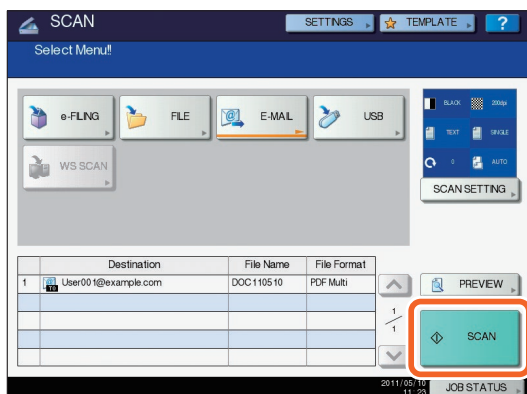 SCAN
SETTINGS
TEMPLATE
?
Select Menu!!
e-FILING
FILE
E-MAIL
USB
WS SCAN
BLACK
200dpi
TEXT
SINGLE
0
AUTO
SCAN SETTING
Destination File Name File Format
1 TO User001@example.com DOC110510 PDF Multi
1
1
PREVIEW
SCAN
2011/05/10
11:23
JOB STATUS